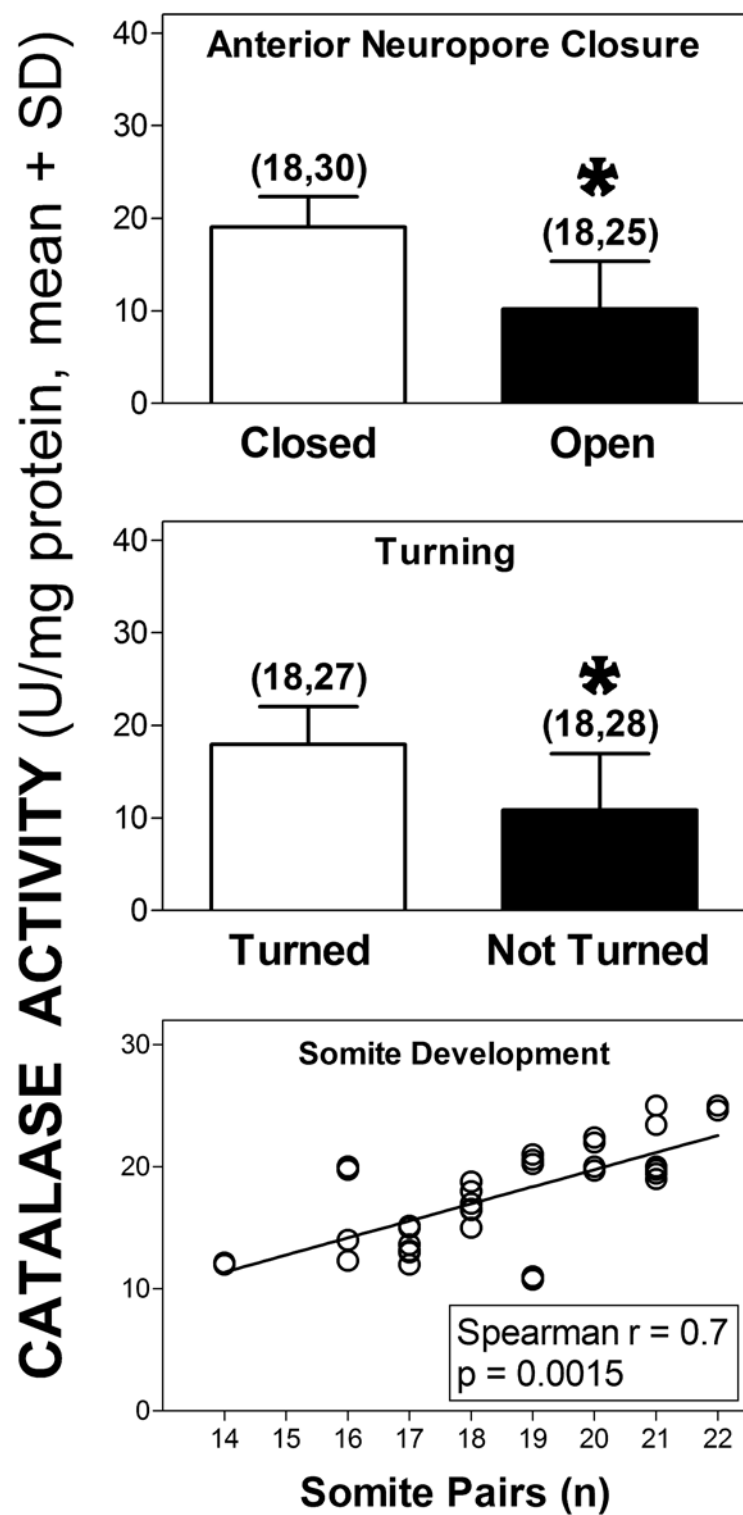 CATALASE ACTIVITY (U/mg protein, mean + SD)
Anterior Neuropore Closure
40
30
20
10
0
(18,30)
*
(18,25)
Closed Open
Turning
40
30
20
10
0
(18,27)
*
(18,28)
Turned Not Turned
Somite Development
30
20
10
0
Spearman r = 0.7
p = 0.0015
14 15 16 17 18 19 20 21 22
Somite Pairs (n)